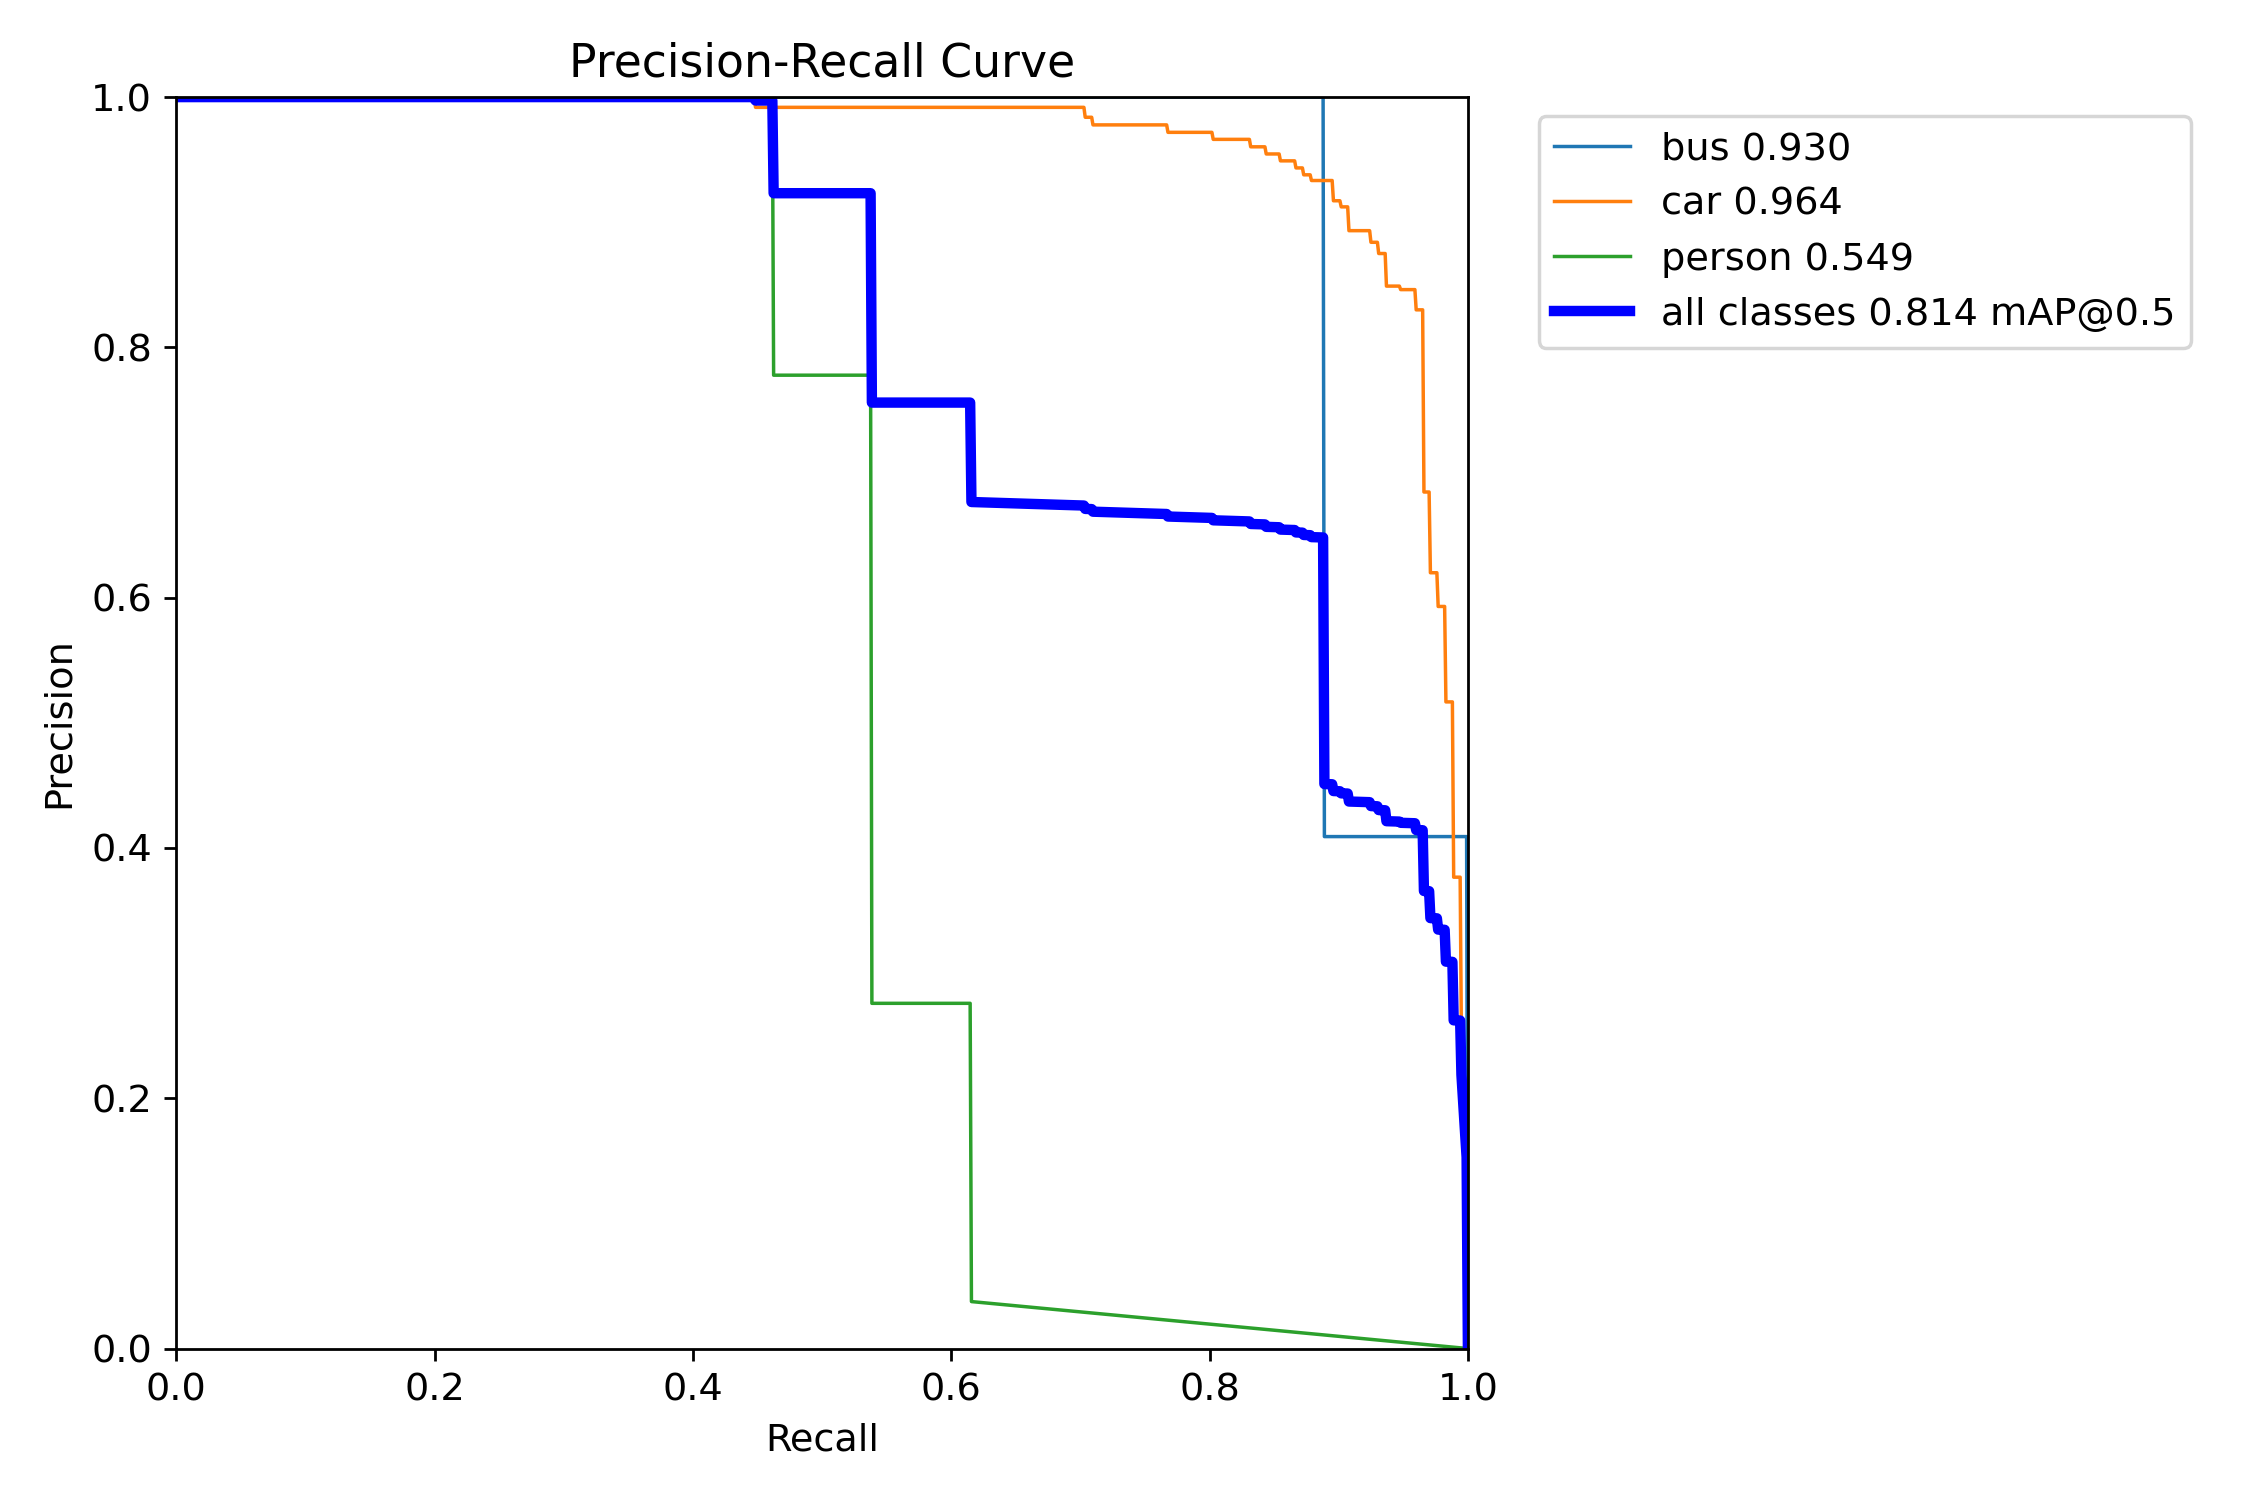 Precision-Recall Curve
bus 0.930
car 0.964
person 0.549
all classes 0.814 mAP@0.5
Precision
1.0
0.8
0.6
0.4
0.2
0.0
0.0 0.2 0.4 0.6 0.8 1.0
Recall